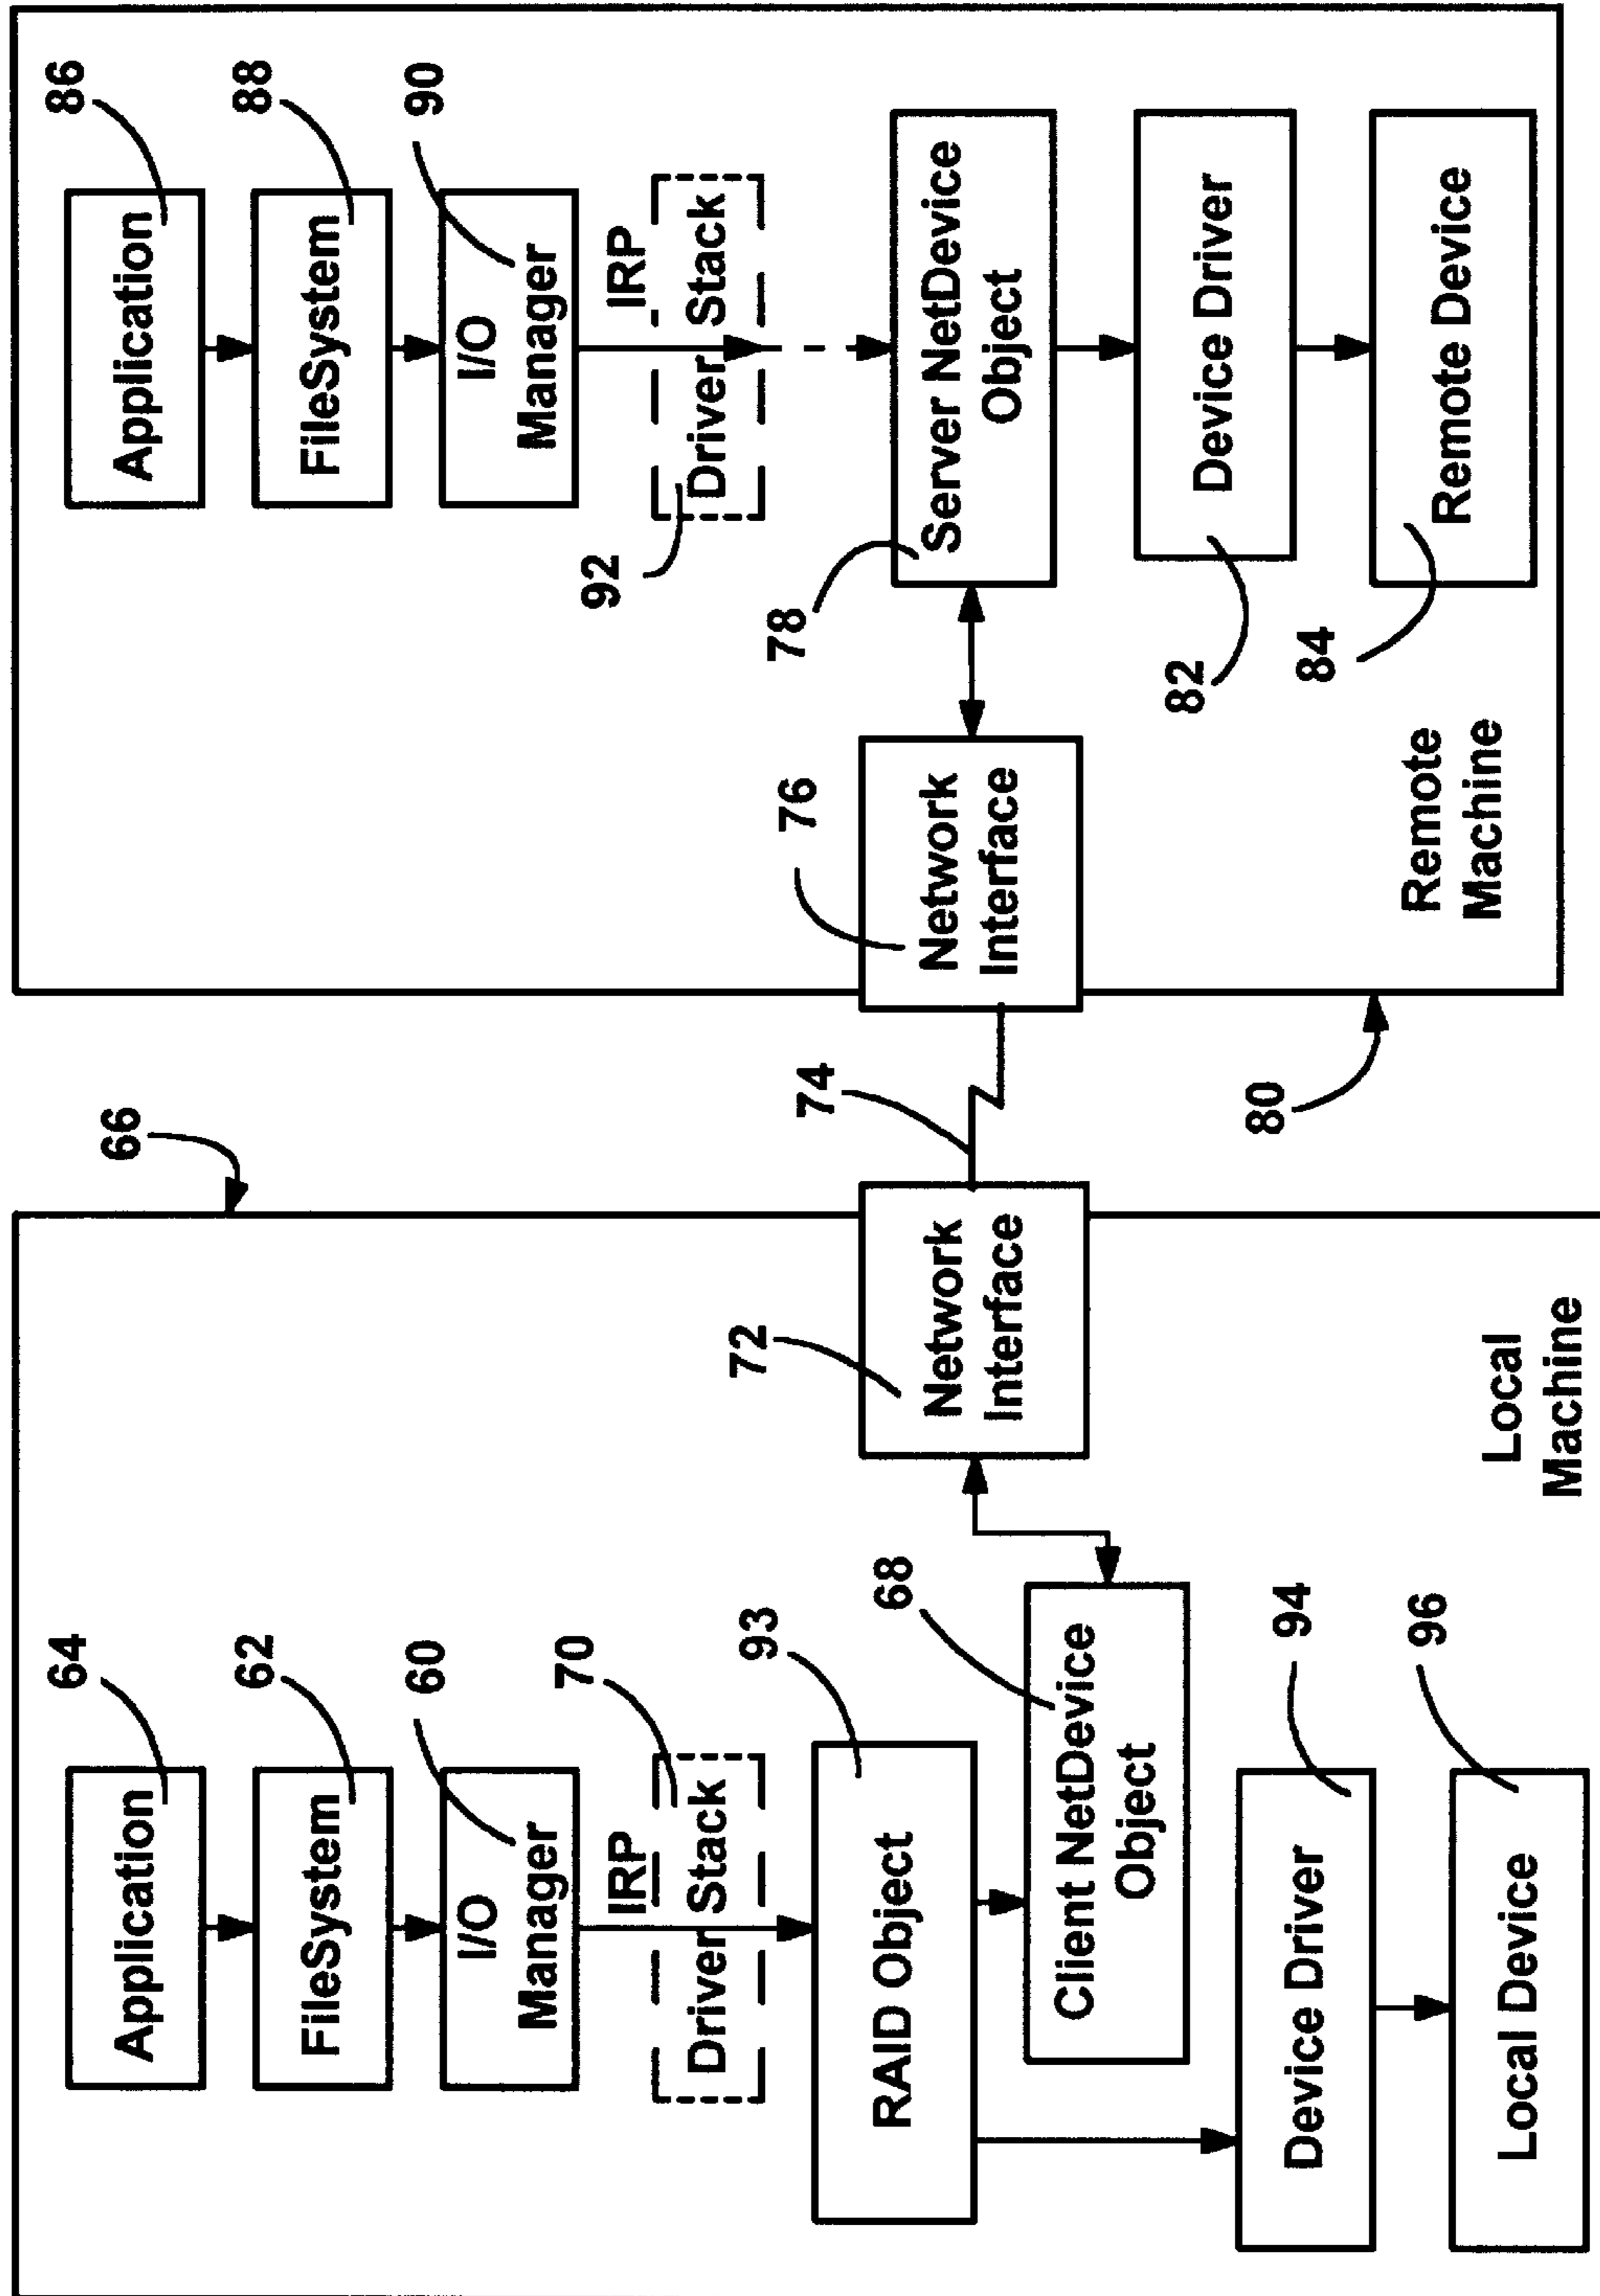 66
64
Application
62
FileSystem
60
I/O
Manager
IRP
70
Driver Stack
93
RAID Object
68
Client NetDevice
Object
72
Network
Interface
94
Device Driver
96
Local Device
Local
Machine
74
80
86
Application
88
FileSystem
90
I/O
Manager
IRP
92
Driver Stack
76
Network
Interface
78
Server NetDevice
Object
82
Device Driver
84
Remote Device
Remote
Machine